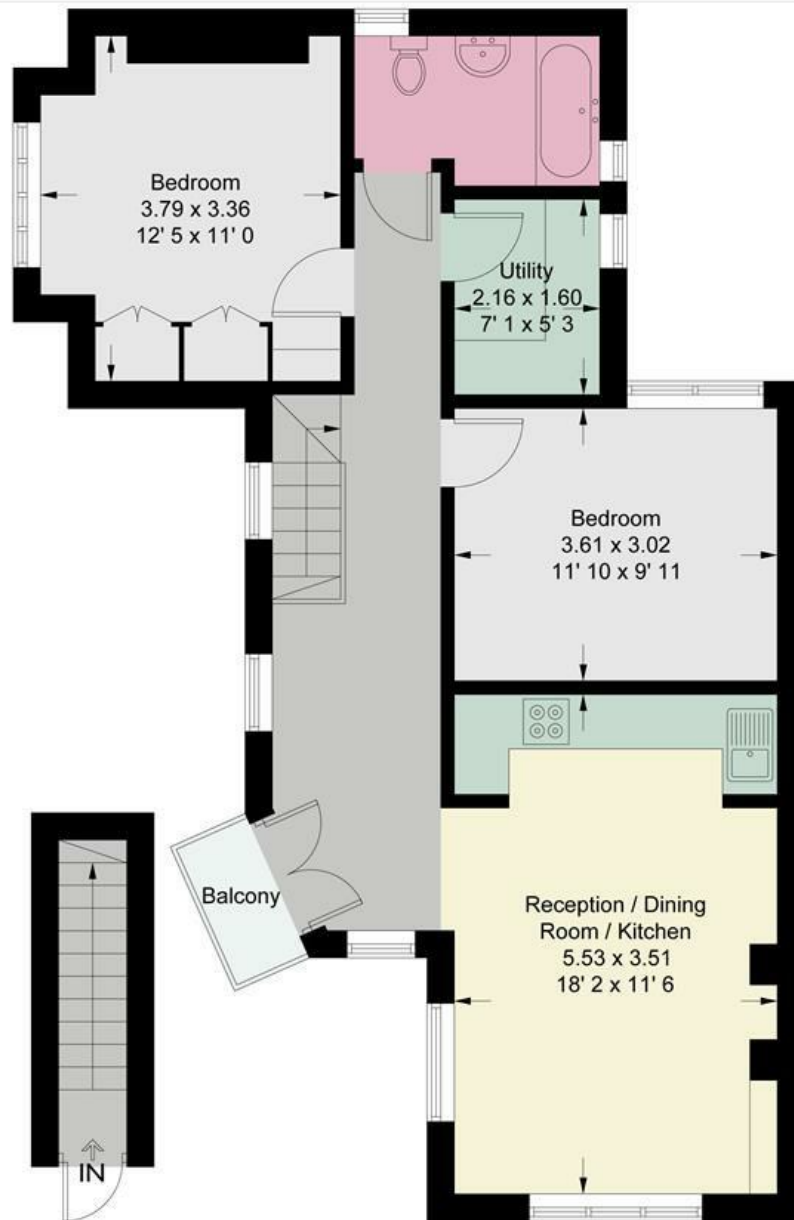 Bedroom
3.79 x 3.36
12' 5 x 11' 0
Utility
2.16 x 1.60
7' 1 x 5' 3
Bedroom
3.61 x 3.02
11' 10 x 9' 11
Balcony
Reception / Dining
Room / Kitchen
5.53 x 3.51
18' 2 x 11' 6
IN